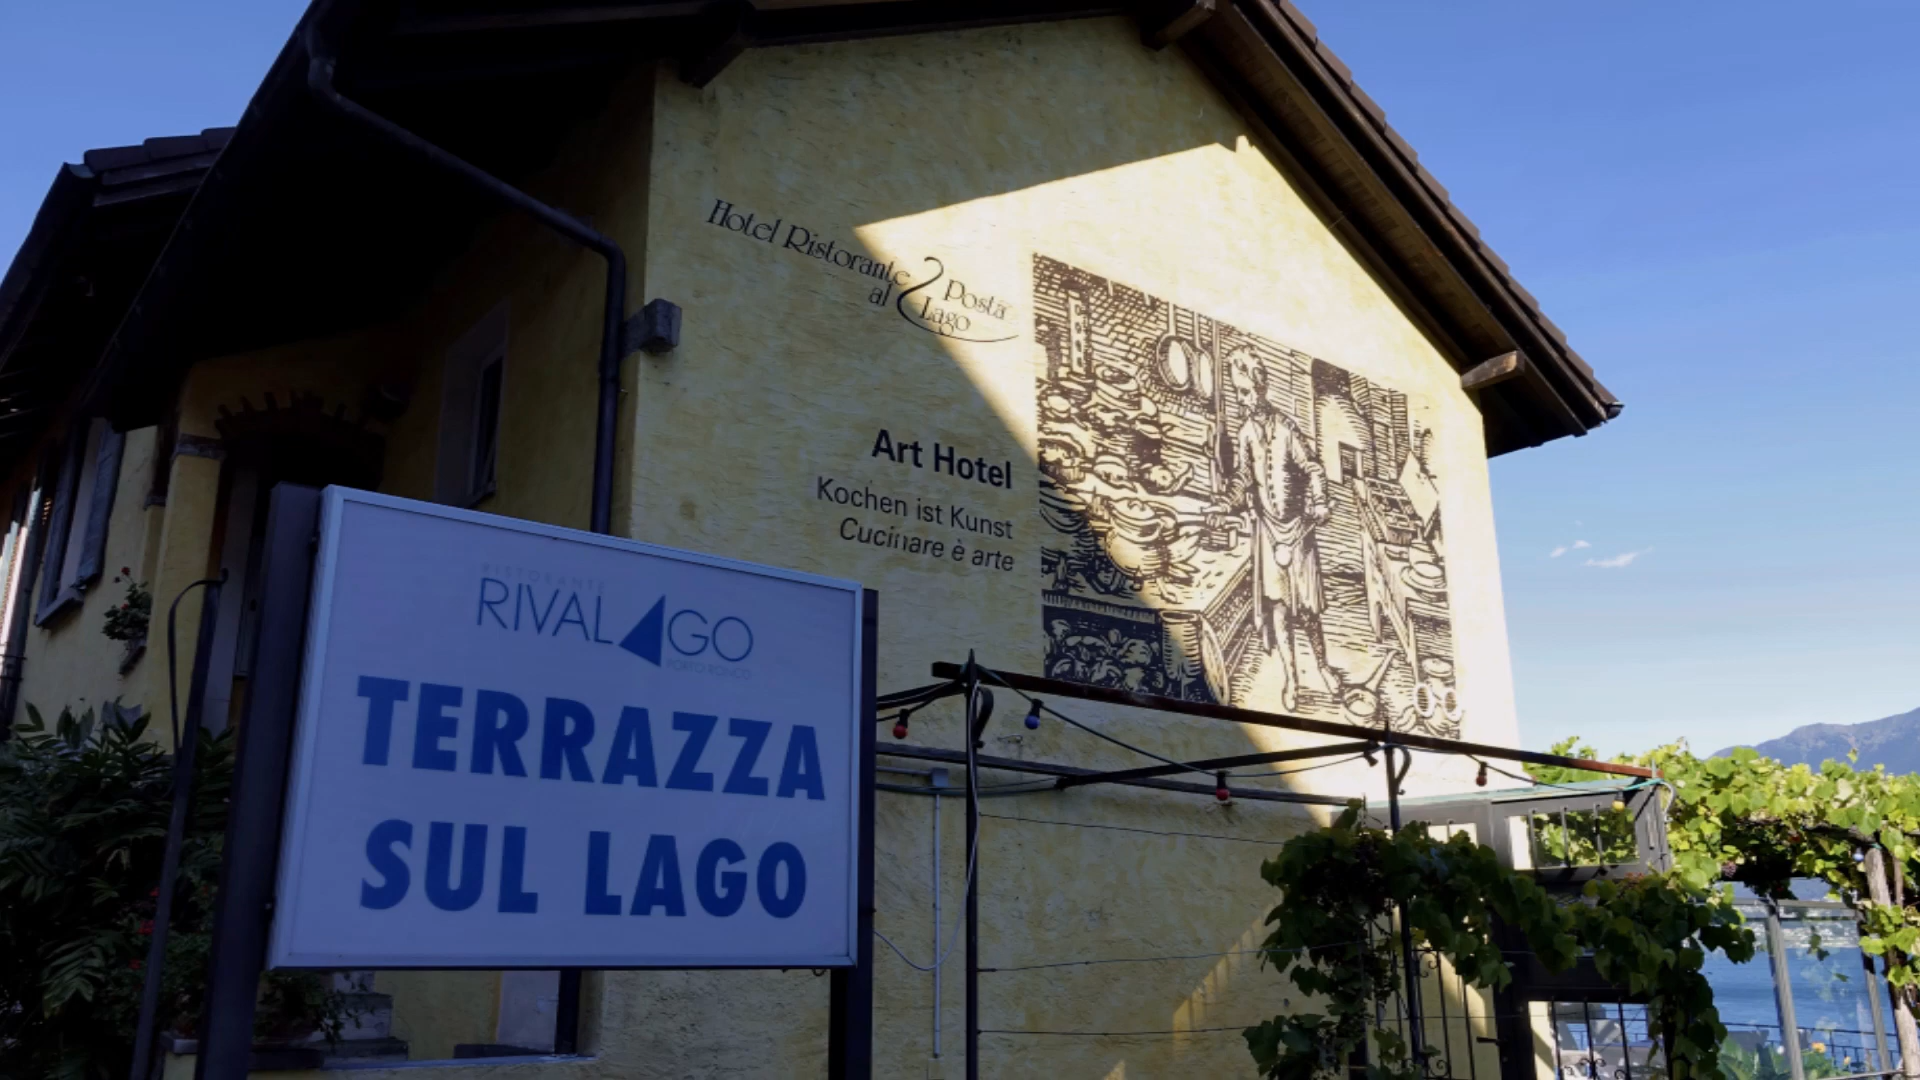 Hotel Ristorante
al Posta
Lago
Art Hotel
Kochen ist Kunst
Cucinare è arte
RISTORANTE
RIVALAGO
PORTO RONCO
TERRAZZA
SUL LAGO